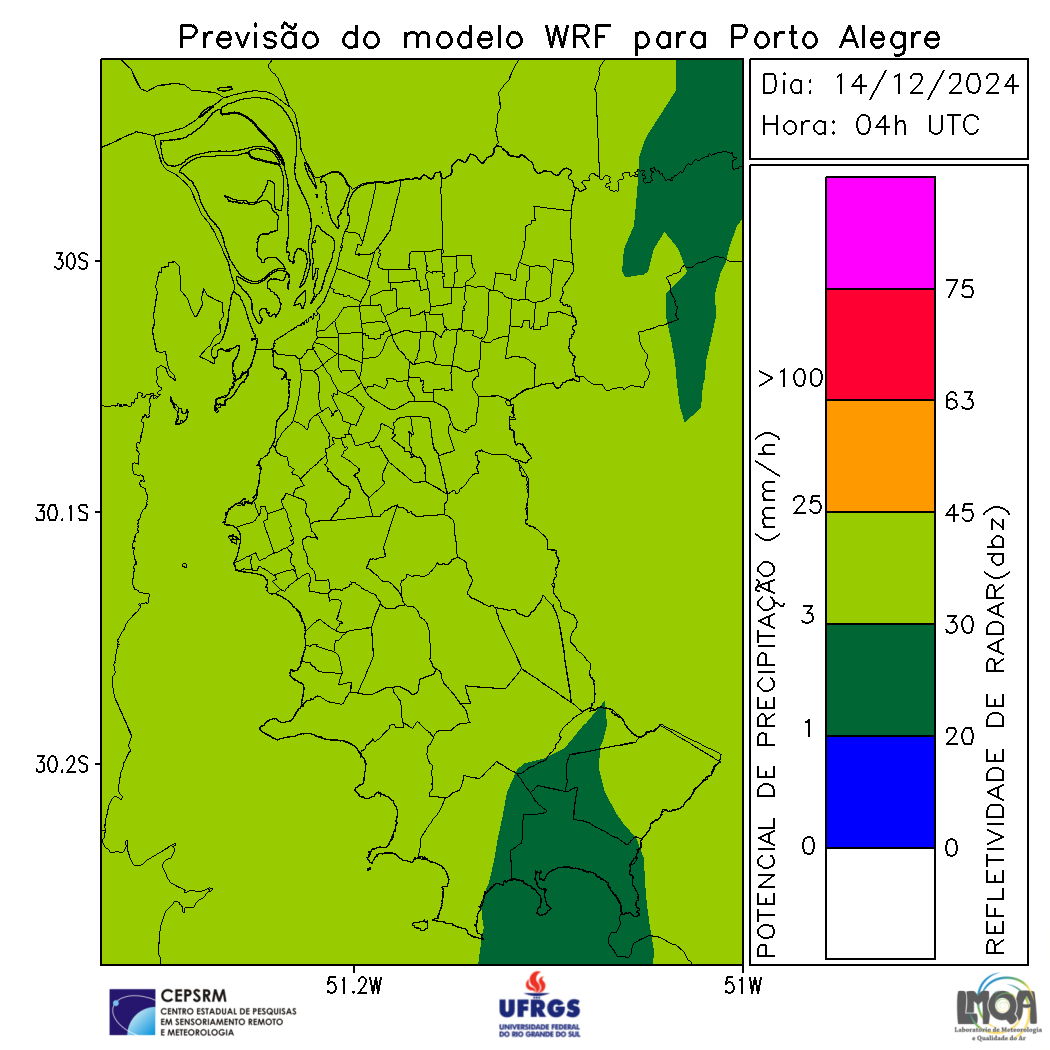 Previsão do modelo WRF para Porto Alegre
Dia: 14/12/2024
Hora: 04h UTC
30S
30.1S
30.2S
51.2W
51W
POTENCIAL DE PRECIPITAÇÃO (mm/h)
>100
25
3
1
0
75
63
45
30
20
0
REFLETIVIDADE DE RADAR(dbz)
CEPSRM
CENTRO ESTADUAL DE PESQUISAS
EM SENSORIAMENTO REMOTO
E METEOROLOGIA
UFRGS
UNIVERSIDADE FEDERAL
DO RIO GRANDE DO SUL
LMQA
Laboratório de Meteorologia
e Qualidade do Ar